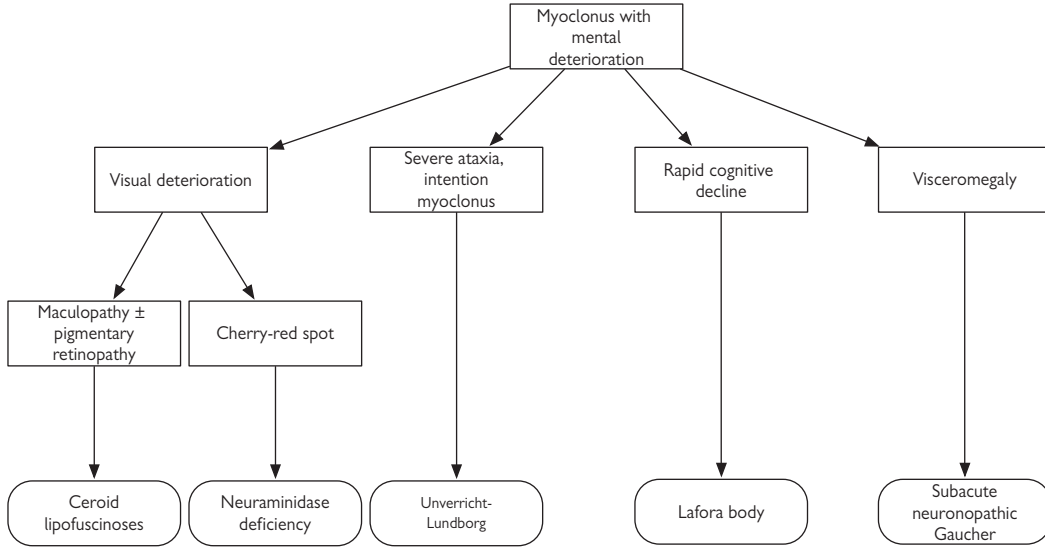 Myoclonus with
mental
deterioration
Visual deterioration
Severe ataxia,
intention
myoclonus
Rapid cognitive
decline
Visceromegaly
Maculopathy ±
pigmentary
retinopathy
Cherry-red spot
Ceroid
lipofuscinoses
Neuraminidase
deficiency
Unverricht-
Lundborg
Lafora body
Subacute
neuronopathic
Gaucher